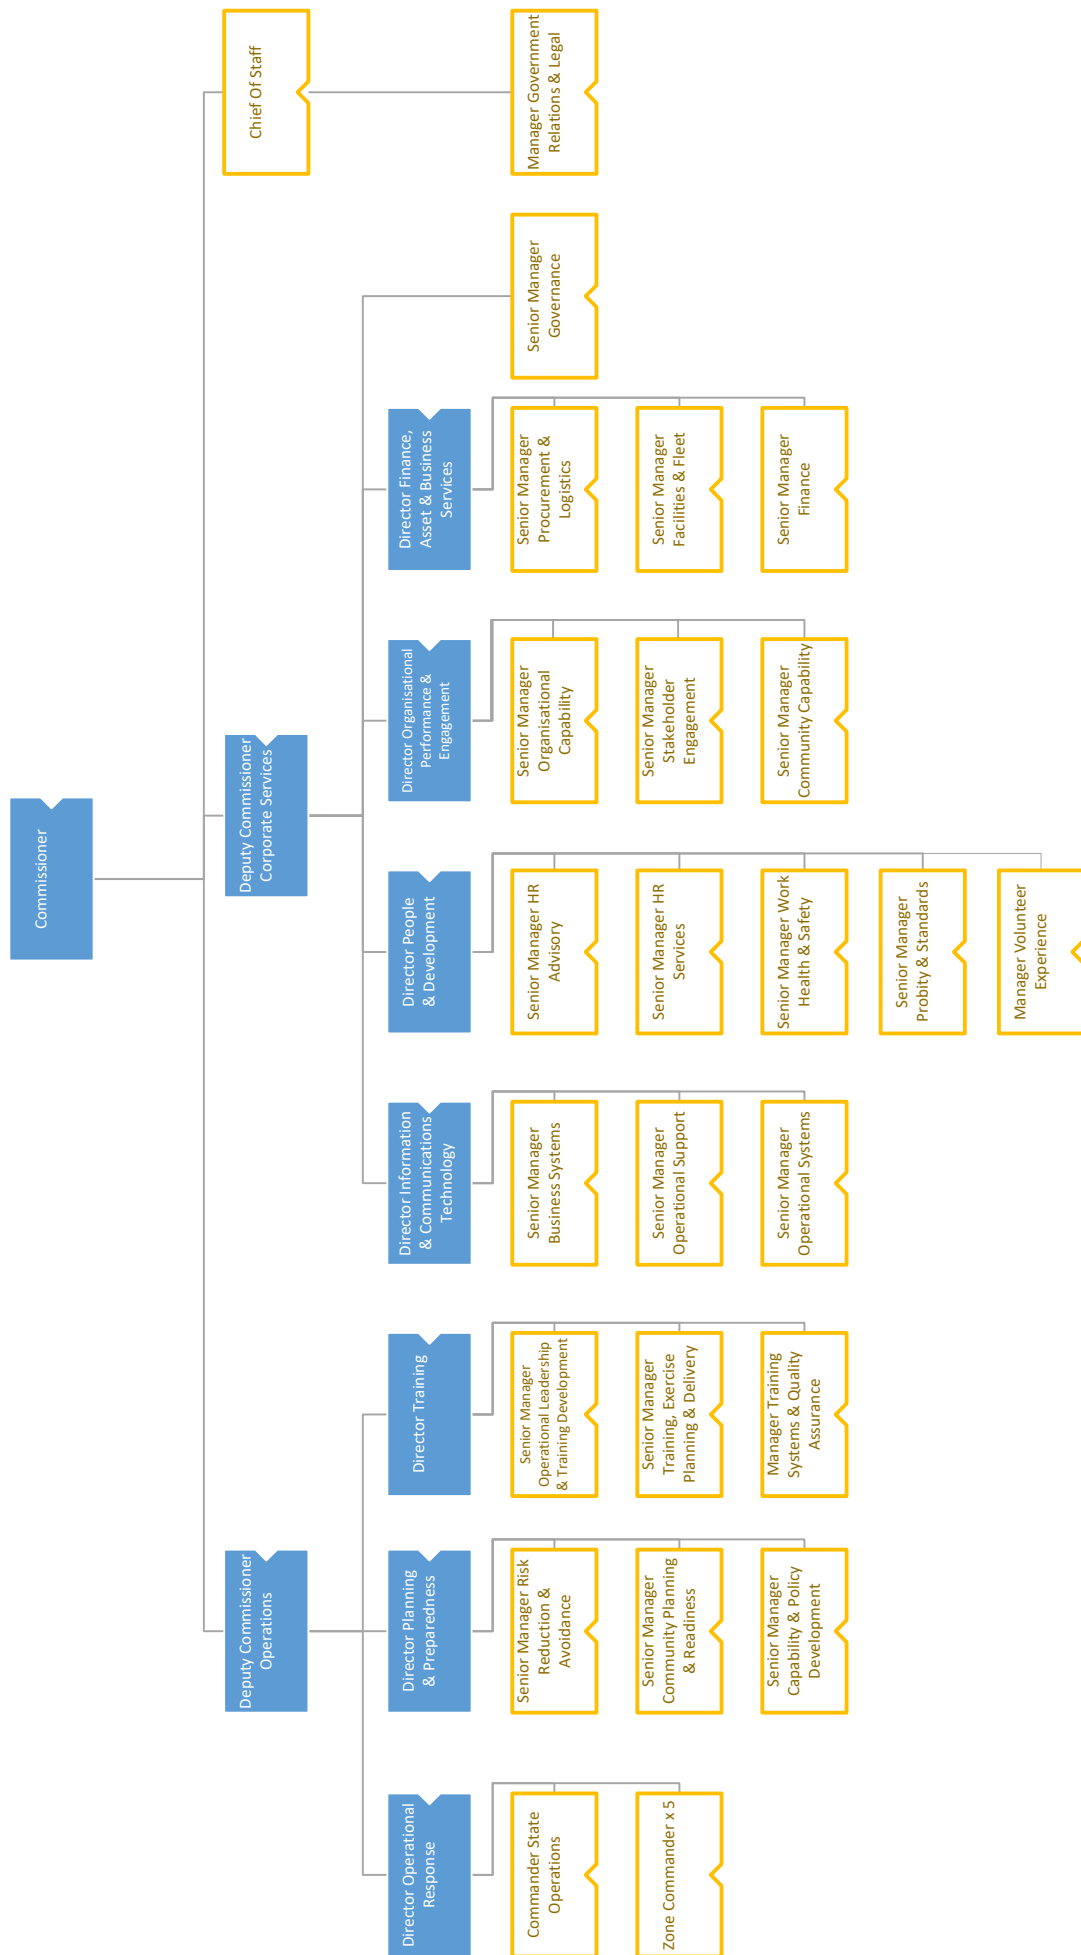 Commissioner
Deputy Commissioner
Operations
Deputy Commissioner
Corporate Services
Chief Of Staff
Director Operational
Response
Director Planning
& Preparedness
Director Training
Director Information
& Communications
Technology
Director People
& Development
Director Organisational
Performance &
Engagement
Director Finance,
Asset & Business
Services
Commander State
Operations
Senior Manager Risk
Reduction &
Avoidance
Senior Manager
Operational Leadership
& Training Development
Senior Manager
Business Systems
Senior Manager HR
Advisory
Senior Manager
Organisational
Capability
Senior Manager
Procurement &
Logistics
Senior Manager
Governance
Manager Government
Relations & Legal
Zone Commander x 5
Senior Manager
Community Planning
& Readiness
Senior Manager
Training, Exercise
Planning & Delivery
Senior Manager
Operational Support
Senior Manager HR
Services
Senior Manager
Stakeholder
Engagement
Senior Manager
Facilities & Fleet
Senior Manager
Capability & Policy
Development
Manager Training
Systems & Quality
Assurance
Senior Manager
Operational Systems
Senior Manager Work
Health & Safety
Senior Manager
Community Capability
Senior Manager
Finance
Senior Manager
Probity & Standards
Manager Volunteer
Experience